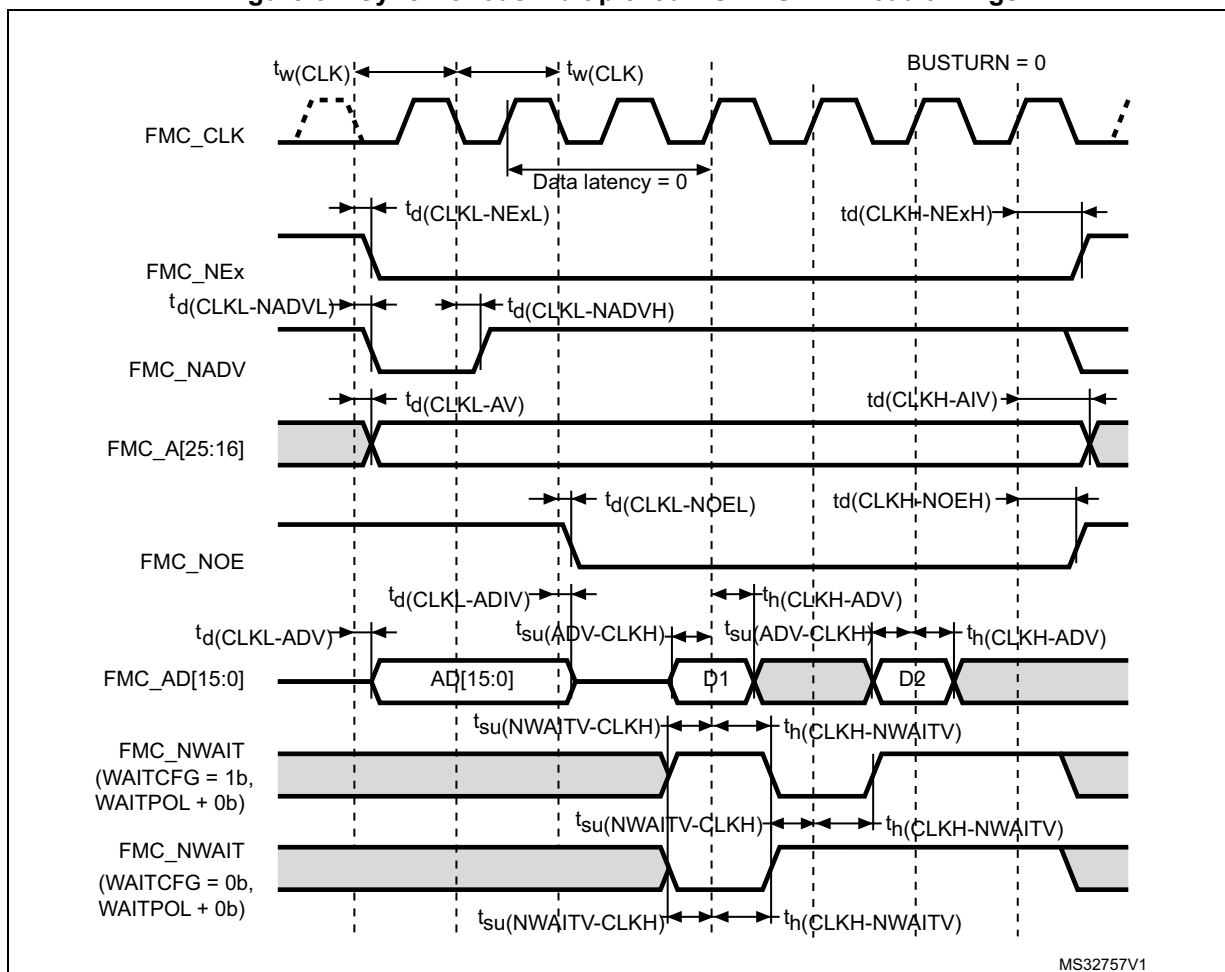 BUSTURN = 0
tw(CLK)
tw(CLK)
FMC_CLK
Data latency = 0
td(CLKL-NExL)
td(CLKH-NExH)
FMC_NEx
td(CLKL-NADVL)
td(CLKL-NADVH)
FMC_NADV
td(CLKL-AV)
td(CLKH-AIV)
FMC_A[25:16]
td(CLKL-NOEL)
td(CLKH-NOEH)
FMC_NOE
td(CLKL-ADIV)
th(CLKH-ADV)
td(CLKL-ADV)
tsu(ADV-CLKH)
tsu(ADV-CLKH)
th(CLKH-ADV)
FMC_AD[15:0]
AD[15:0]
D1
D2
tsu(NWAITV-CLKH)
th(CLKH-NWAITV)
FMC_NWAIT
(WAITCFG = 1b,
WAITPOL + 0b)
tsu(NWAITV-CLKH)
th(CLKH-NWAITV)
FMC_NWAIT
(WAITCFG = 0b,
WAITPOL + 0b)
tsu(NWAITV-CLKH)
th(CLKH-NWAITV)
MS32757V1